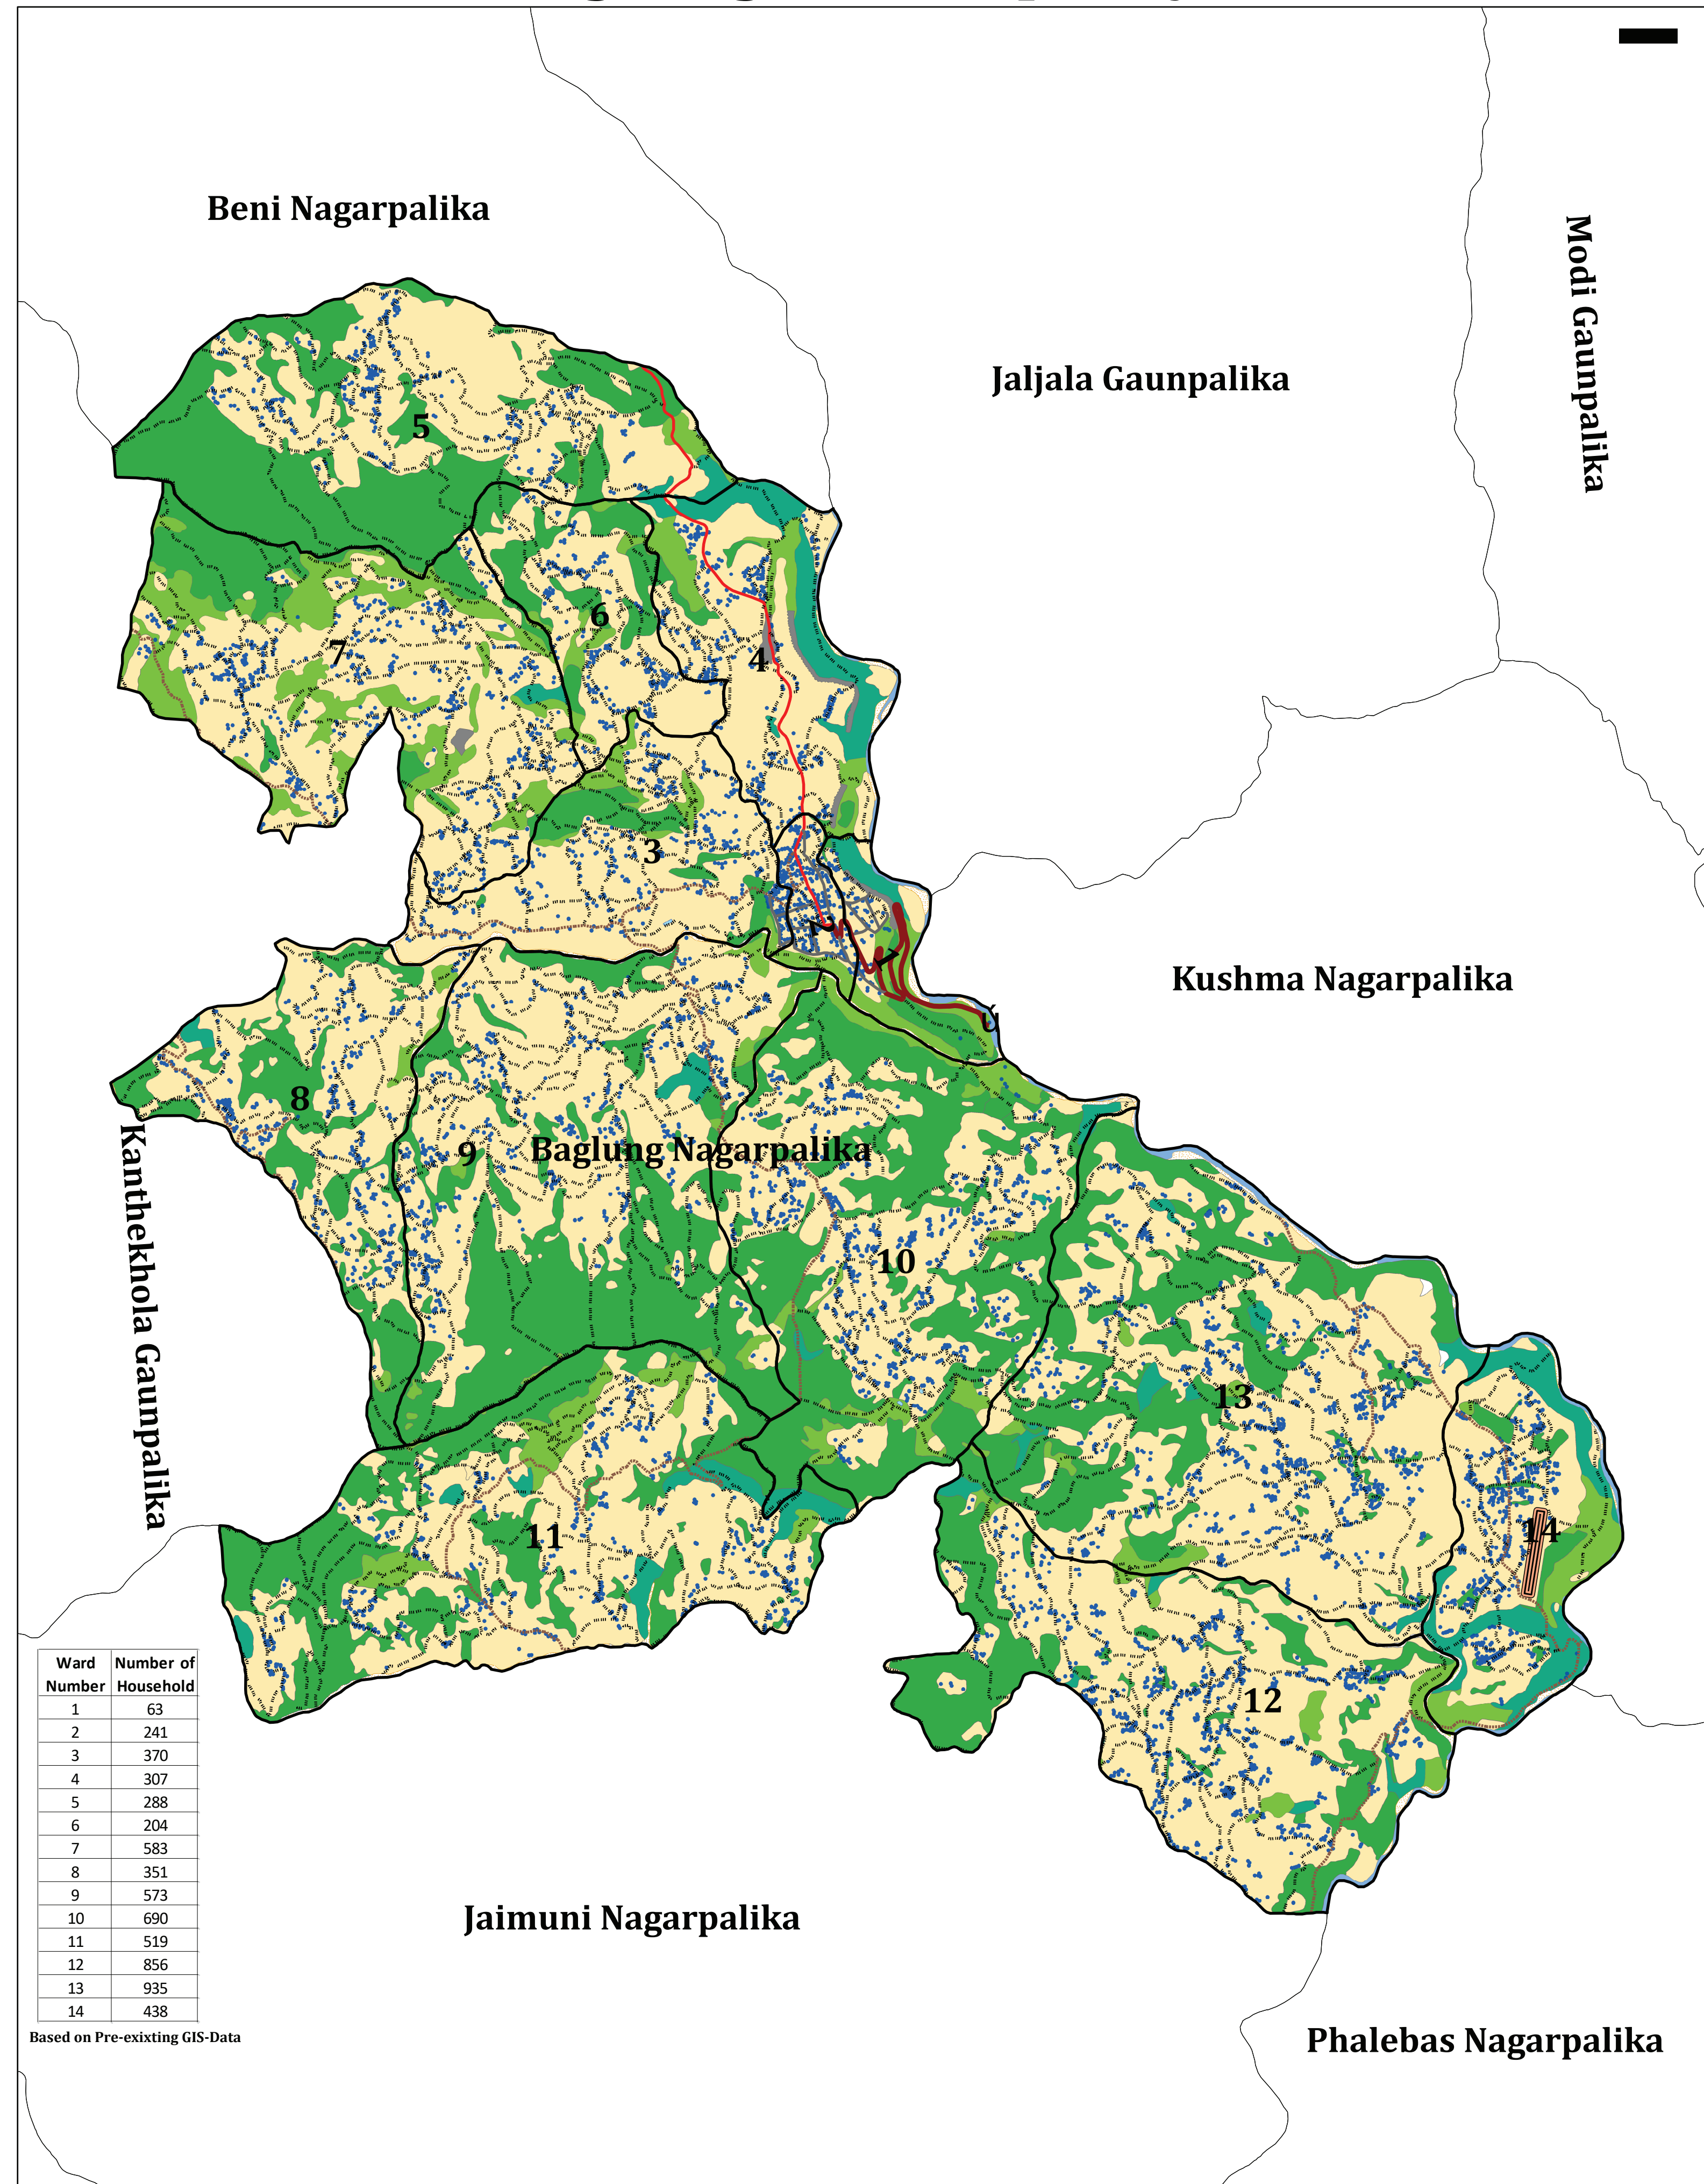 Beni Nagarpalika
Modi Gaunpalika
Jaljala Gaunpalika
5
6
7
4
3
2
1
Kushma Nagarpalika
8
9
Baglung Nagarpalika
Kanthekhola Gaunpalika
10
13
14
11
12
Ward Number of
Number Household
1 63
2 241
3 370
4 307
5 288
6 204
7 583
8 351
9 573
10 690
11 519
12 856
13 935
14 438
Based on Pre-exixting GIS-Data
Jaimuni Nagarpalika
Phalebas Nagarpalika